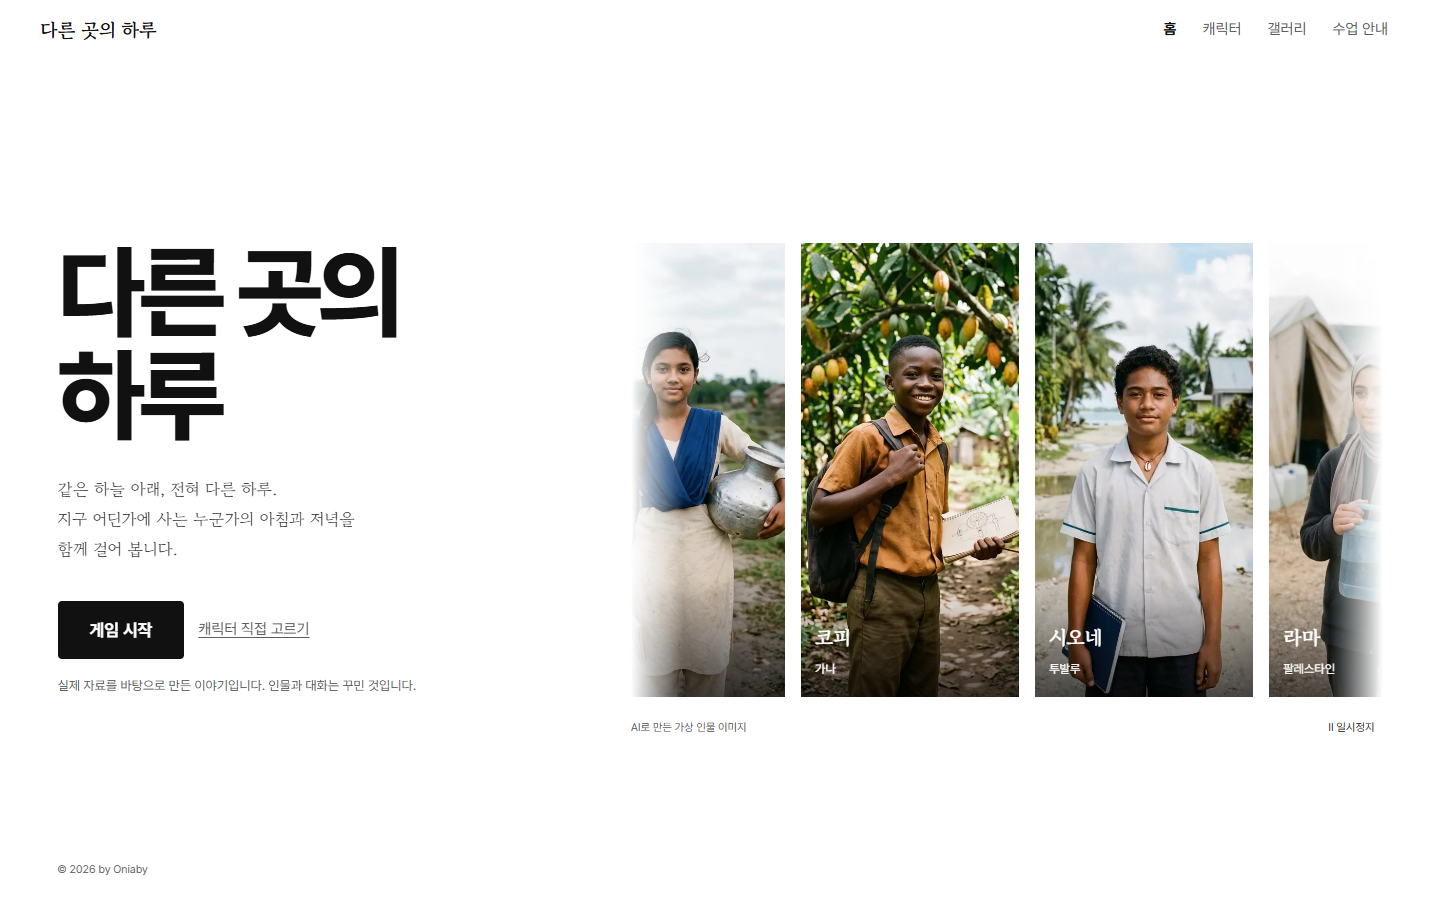 다른 곳의 하루
홈 캐릭터 갤러리 수업 안내
다른 곳의
하루
같은 하늘 아래, 전혀 다른 하루.
지구 어딘가에 사는 누군가의 아침과 저녁을
함께 걸어 봅니다.
게임 시작 캐릭터 직접 고르기
실제 자료를 바탕으로 만든 이야기입니다. 인물과 대화는 꾸민 것입니다.
코피
가나
시오네
투발루
라마
팔레스타인
AI로 만든 가상 인물 이미지
II 일시정지
© 2026 by Oniaby